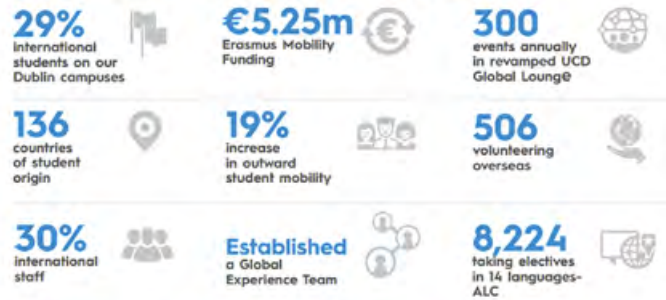 29%
international
students on our
Dublin campuses
€5.25m
Erasmus Mobility
Funding
300
events annually
in revamped UCD
Global Lounge
136
countries
of student
origin
19%
increase
in outward
student mobility
506
volunteering
overseas
30%
international
staff
Established
a Global
Experience Team
8,224
taking electives
in 14 languages-
ALC